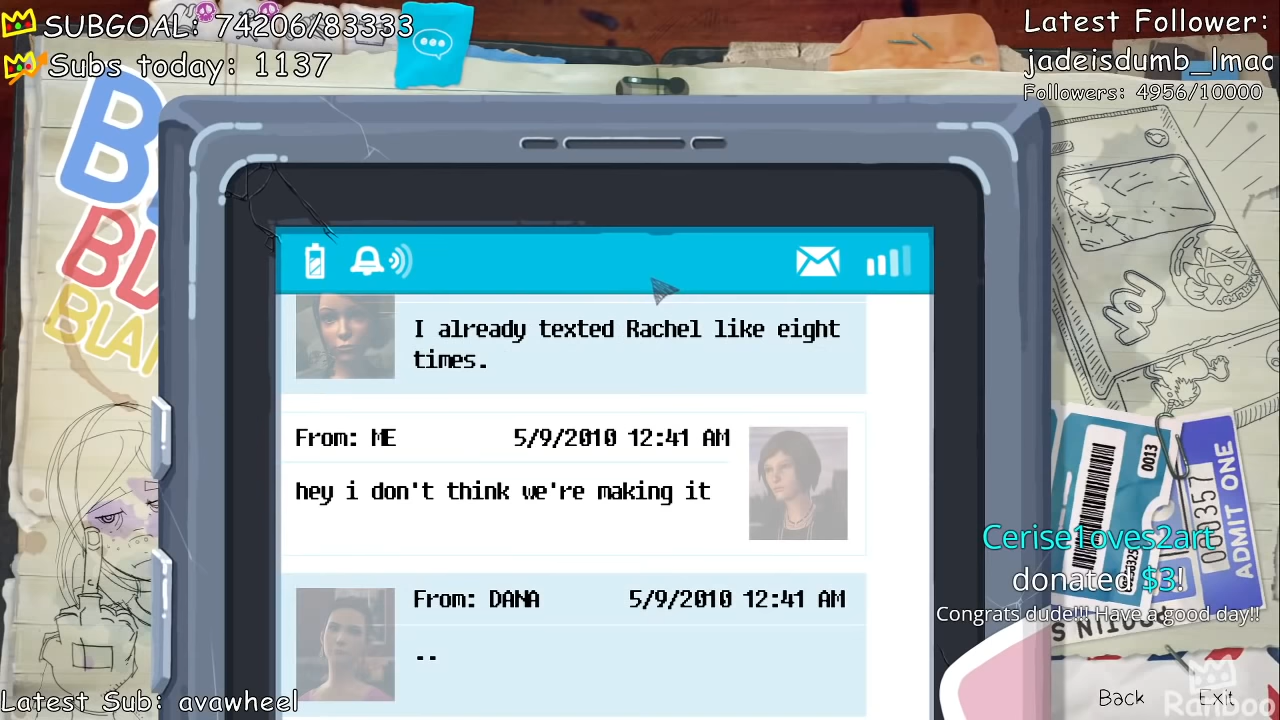 SUBGOAL: 74206/83333
Subs today: 1137
Latest Follower:
jadeisdumb_lmao
Followers: 4956/10000
I already texted Rachel like eight
times.
From: ME 5/9/2010 12:41 AM
hey i don't think we're making it
From: DANA 5/9/2010 12:41 AM
--
0013
000357
ADMIT ONE
Cerise1oves2art
donated $3!
Congrats dude!!! Have a good day!!
Latest Sub: avawheel
Back
Exit
Ranboo